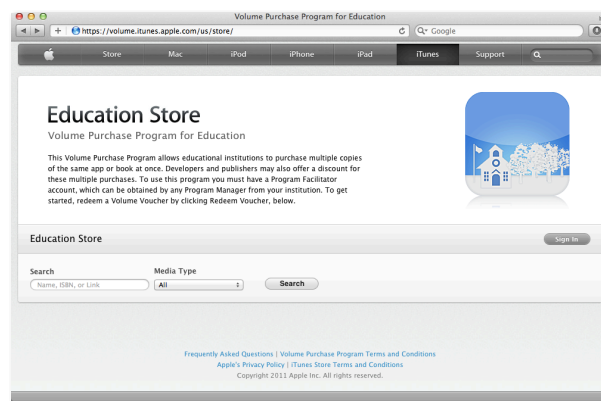 Volume Purchase Program for Education
https://volume.itunes.apple.com/us/store/
Google
Store Mac iPod iPhone iPad iTunes Support
Education Store
Volume Purchase Program for Education
This Volume Purchase Program allows educational institutions to purchase multiple copies
of the same app or book at once. Developers and publishers may also offer a discount for
these multiple purchases. To use this program you must have a Program Facilitator
account, which can be obtained by any Program Manager from your institution. To get
started, redeem a Volume Voucher by clicking Redeem Voucher, below.
Education Store
Sign In
Search Media Type
Name, ISBN, or Link All Search
Frequently Asked Questions | Volume Purchase Program Terms and Conditions
Apple's Privacy Policy | iTunes Store Terms and Conditions
Copyright 2011 Apple Inc. All rights reserved.